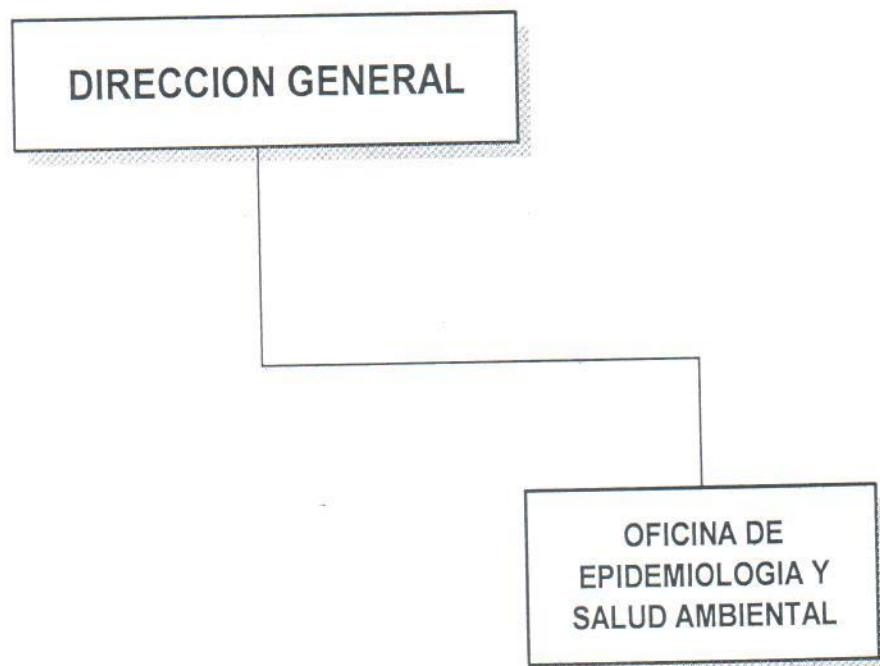 DIRECCION GENERAL
OFICINA DE
EPIDEMIOLOGIA Y
SALUD AMBIENTAL